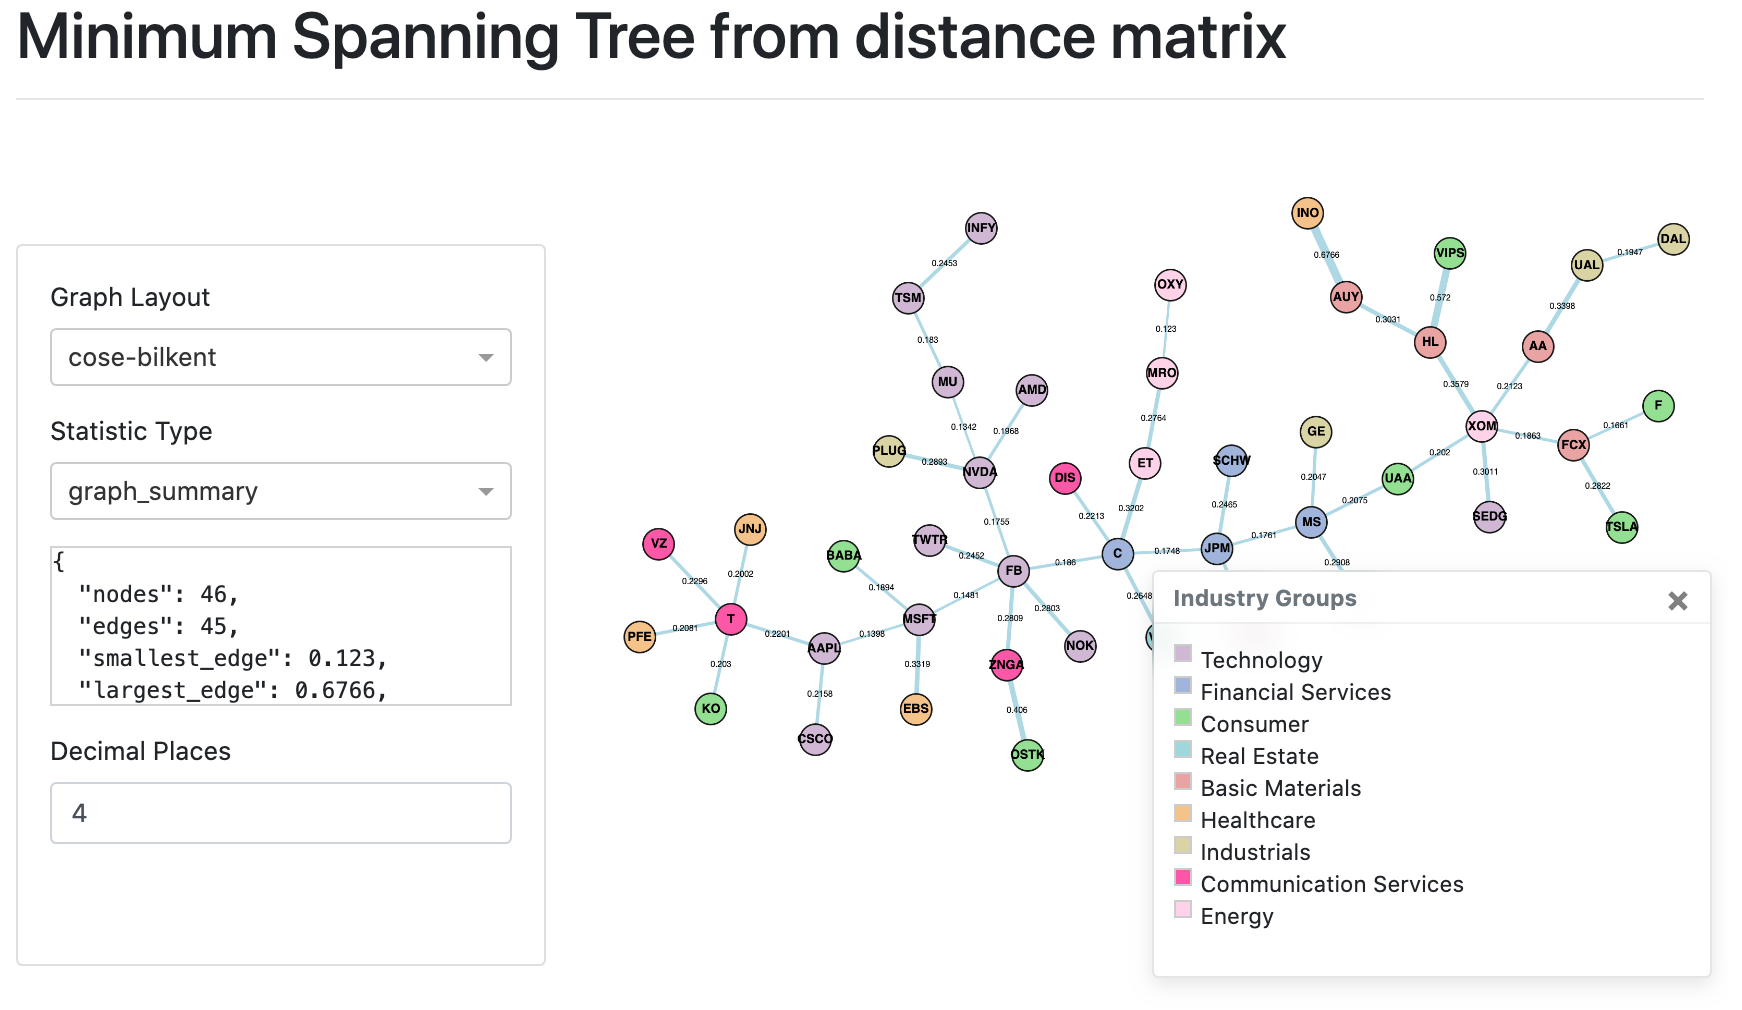 Minimum Spanning Tree from distance matrix
Graph Layout
cose-bilkent
Statistic Type
graph_summary
{
"nodes": 46,
"edges": 45,
"smallest_edge": 0.123,
"largest_edge": 0.6766,
Decimal Places
4
INO
INFY
DAL
VIPS
0.1947
0.6766
0.2453
UAL
OXY
TSM
AUY
0.572
0.3398
0.3031
0.123
0.183
HL
AA
MRO
MU
AMD
0.3579
0.2123
F
0.2764
0.1342
0.1968
XOM
0.1661
GE
0.1863
FCX
PLUG
0.202
0.2893
NVDA
ET
SCHW
0.3011
DIS
0.2047
UAA
0.2822
0.2465
0.2075
0.2213
0.3202
SEDG
0.1755
MS
TSLA
JNJ
VZ
TWTR
0.1761
BABA
0.2452
C
0.1748
JPM
0.186
0.2908
FB
0.2002
0.2296
0.1894
0.1481
0.2648
0.2803
T
MSFT
0.2809
0.2081
PFE
0.2201
0.1398
AAPL
NOK
0.203
0.3319
ZNGA
0.2158
KO
EBS
0.406
CSCO
OSTK
Industry Groups
Technology
Financial Services
Consumer
Real Estate
Basic Materials
Healthcare
Industrials
Communication Services
Energy